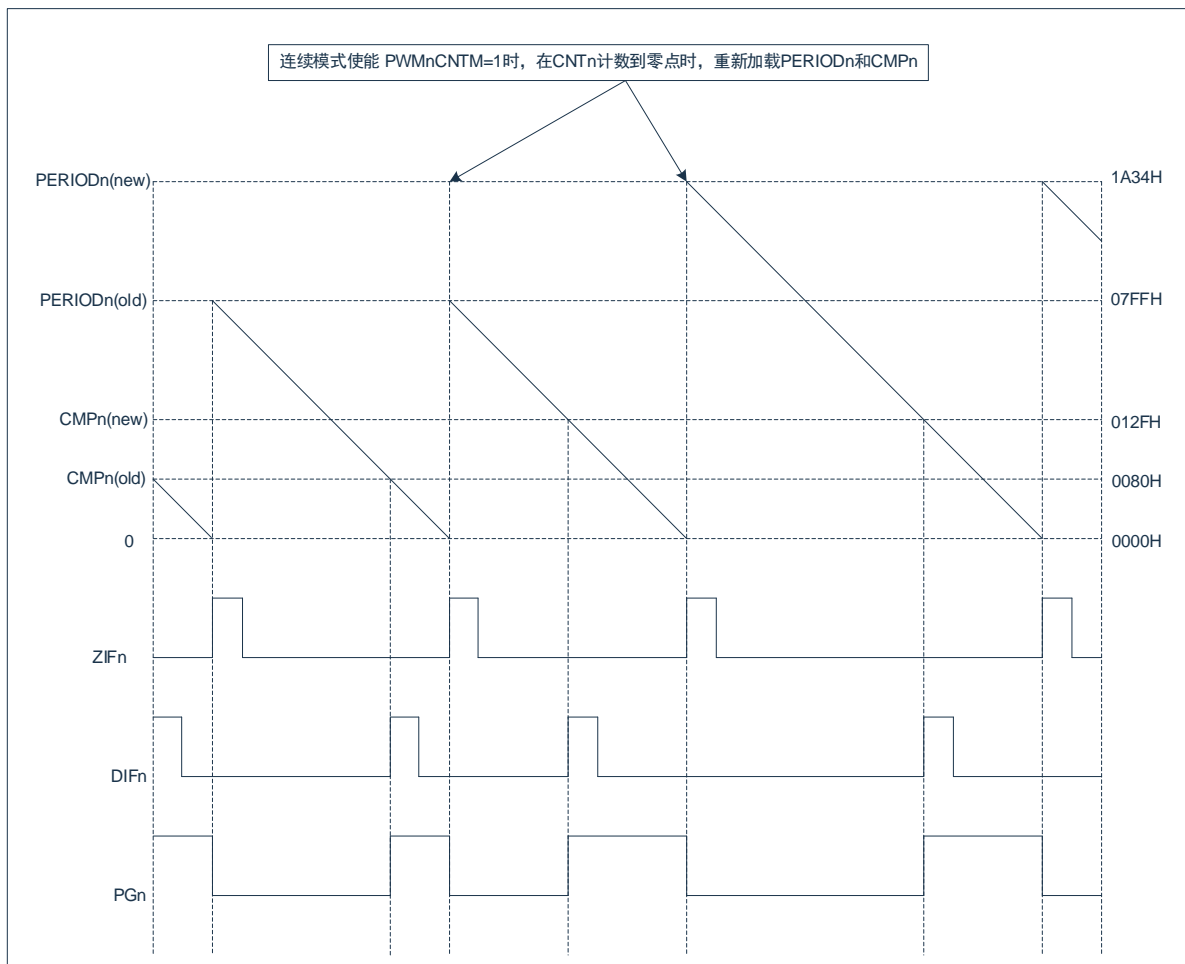 连续模式使能 PWMnCNTM=1时，在CNTn计数到零点时，重新加载PERIODn和CMPn
PERIODn(new)
1A34H
PERIODn(old)
07FFH
CMPn(new)
012FH
CMPn(old)
0080H
0
0000H
ZIFn
DIFn
PGn